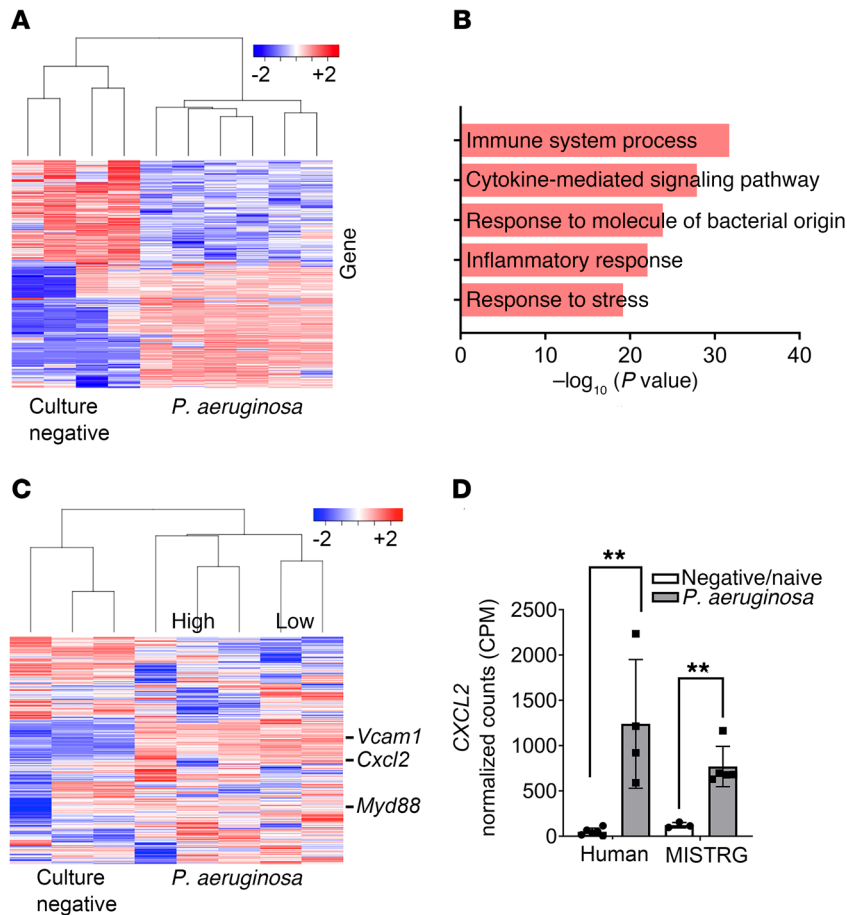 A
-2 +2
Gene
Culture
negative
P. aeruginosa
B
Immune system process
Cytokine-mediated signaling pathway
Response to molecule of bacterial origin
Inflammatory response
Response to stress
0 10 20 30 40
–log10 (P value)
C
-2 +2
High Low
Vcam1
Cxcl2
Myd88
Culture
negative
P. aeruginosa
D
**
Negative/naive
P. aeruginosa
**
CXCL2
normalized counts (CPM)
2500
2000
1500
1000
500
0
Human MISTRG